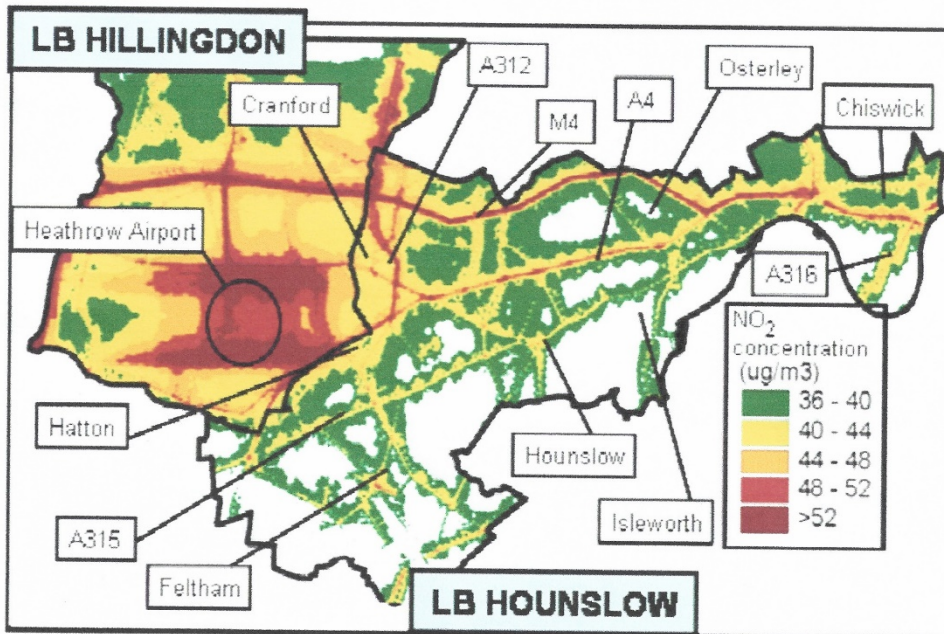 LB HILLINGDON
A312
Osterley
Cranford
A4
Chiswick
M4
Heathrow Airport
A316
NO2
concentration
(ug/m3)
36 - 40
40 - 44
44 - 48
48 - 52
>52
Hatton
Hounslow
A315
Isleworth
Feltham
LB HOUNSLOW